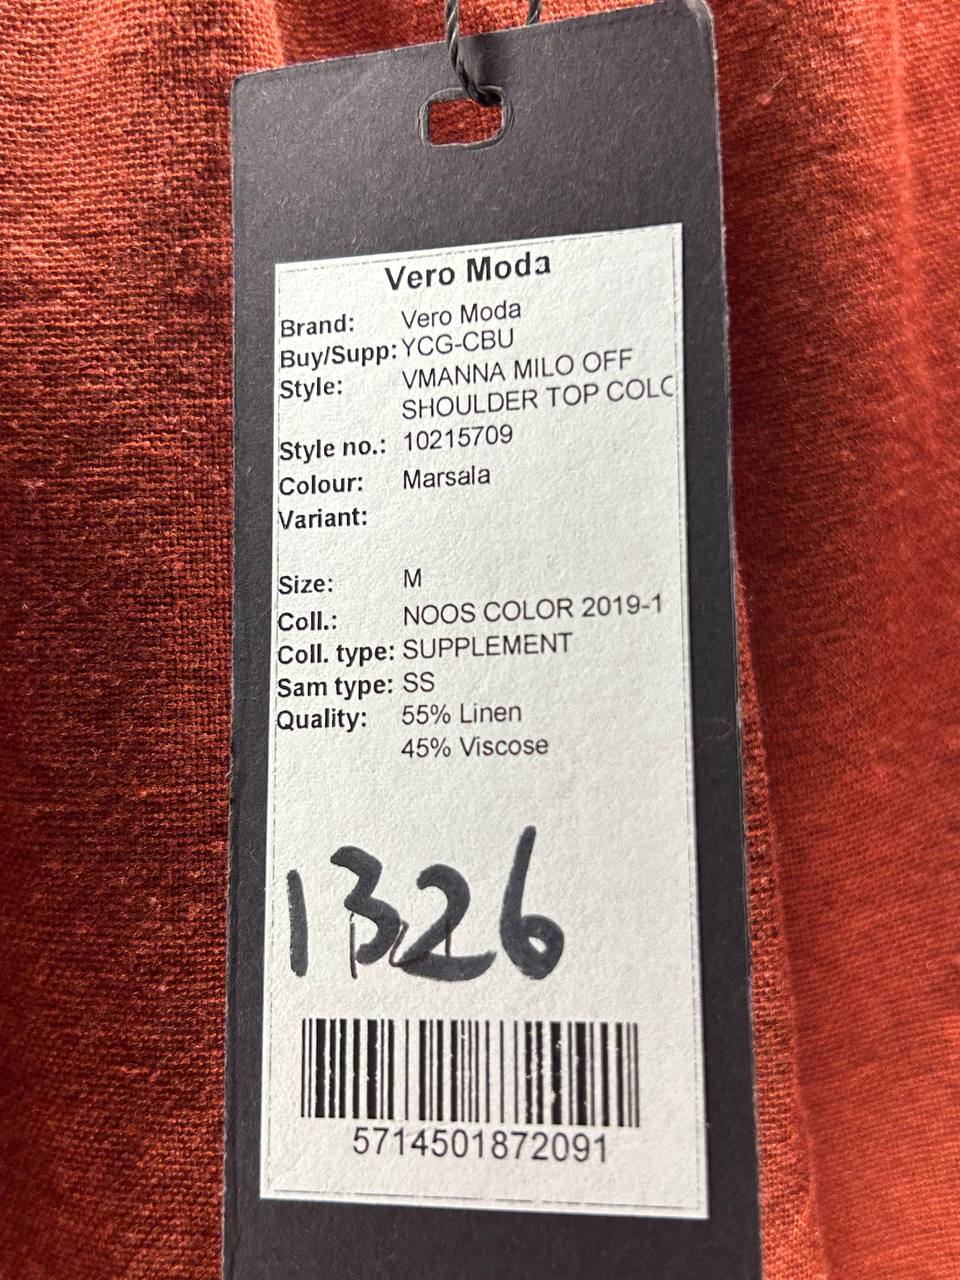 Vero Moda
Brand: Vero Moda
Buy/Supp: YCG-CBU
Style: VMANNA MILO OFF
SHOULDER TOP COLC
Style no.: 10215709
Colour: Marsala
Variant:
Size: M
Coll.: NOOS COLOR 2019-1
Coll. type: SUPPLEMENT
Sam type: SS
Quality: 55% Linen
45% Viscose
1326
5714501872091